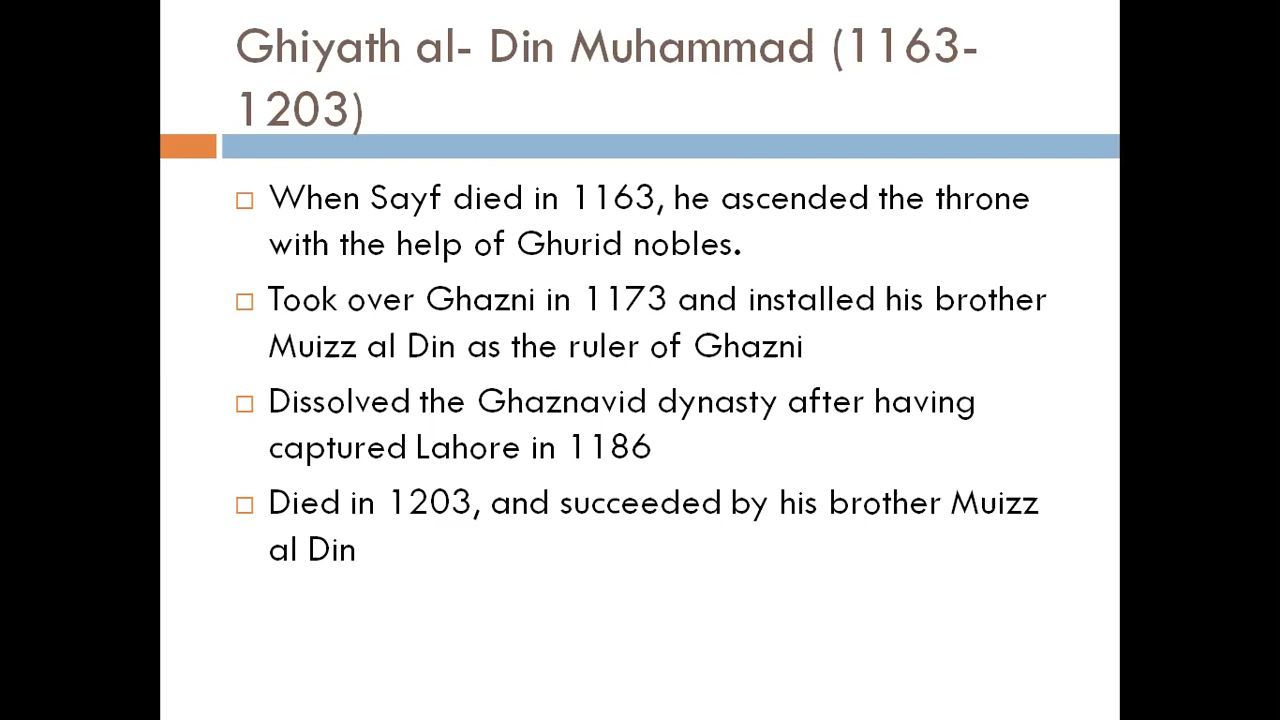 Ghiyath al- Din Muhammad (1163-
1203)
When Sayf died in 1163, he ascended the throne
with the help of Ghurid nobles.
Took over Ghazni in 1173 and installed his brother
Muizz al Din as the ruler of Ghazni
Dissolved the Ghaznavid dynasty after having
captured Lahore in 1186
Died in 1203, and succeeded by his brother Muizz
al Din